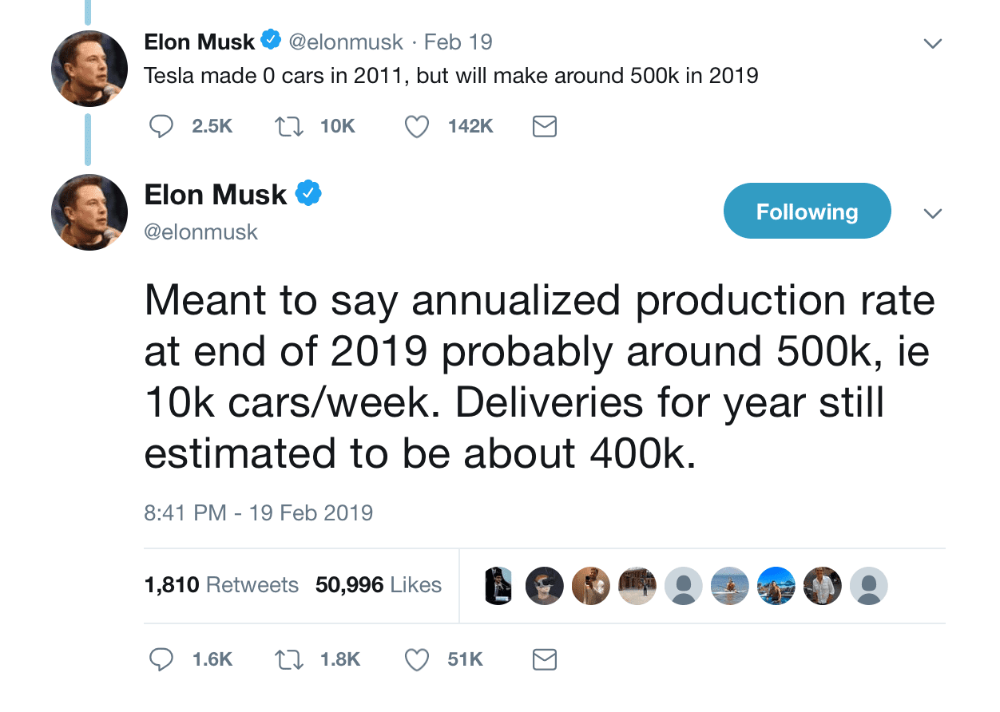 Elon Musk @elonmusk · Feb 19
Tesla made 0 cars in 2011, but will make around 500k in 2019
2.5K 10K 142K
Elon Musk
@elonmusk
Following
Meant to say annualized production rate
at end of 2019 probably around 500k, ie
10k cars/week. Deliveries for year still
estimated to be about 400k.
8:41 PM - 19 Feb 2019
1,810 Retweets 50,996 Likes
1.6K 1.8K 51K